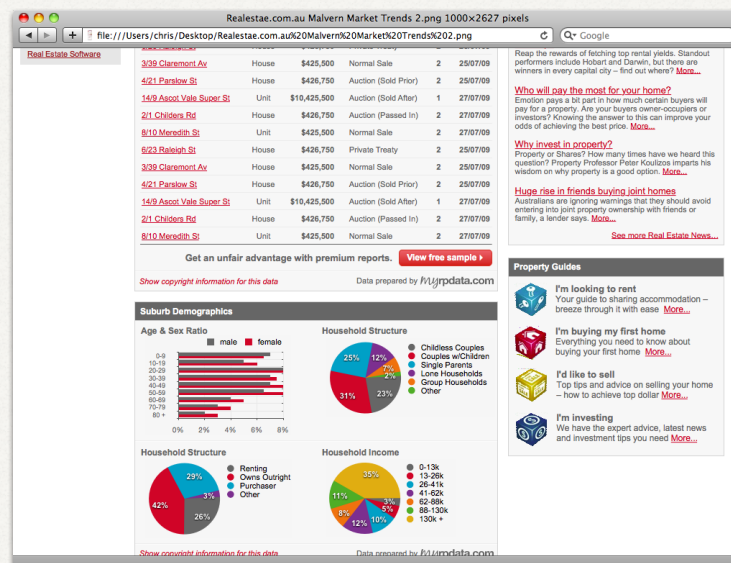 Realestae.com.au Malvern Market Trends 2.png 1000×2627 pixels
file:///Users/chris/Desktop/Realestae.com.au%20Malvern%20Market%20Trends%202.png
Google
Real Estate Software
3/39 Claremont Av House $425,500 Normal Sale 2 25/07/09
4/21 Parslow St House $426,750 Auction (Sold Prior) 2 25/07/09
14/9 Ascot Vale Super St Unit $10,425,500 Auction (Sold After) 1 27/07/09
2/1 Childers Rd House $426,750 Auction (Passed In) 2 27/07/09
8/10 Meredith St Unit $425,500 Normal Sale 2 27/07/09
6/23 Raleigh St House $426,750 Private Treaty 2 25/07/09
3/39 Claremont Av House $425,500 Normal Sale 2 25/07/09
4/21 Parslow St House $426,750 Auction (Sold Prior) 2 25/07/09
14/9 Ascot Vale Super St Unit $10,425,500 Auction (Sold After) 1 27/07/09
2/1 Childers Rd House $426,750 Auction (Passed In) 2 27/07/09
8/10 Meredith St Unit $425,500 Normal Sale 2 27/07/09
Get an unfair advantage with premium reports. View free sample
Show copyright information for this data Data prepared by Myrpdata.com
Suburb Demographics
Age & Sex Ratio
male female
0-9
10-19
20-29
30-39
40-49
50-59
60-69
70-79
80 +
0% 2% 4% 6% 8%
Household Structure
25% 12% 7% 2% 23% 31%
Childless Couples
Couples w/Children
Single Parents
Lone Households
Group Households
Other
Household Structure
29% 3% 26% 42%
Renting
Owns Outright
Purchaser
Other
Household Income
35% 3% 5% 10% 12% 8% 11%
0-13k
13-26k
26-41k
41-62k
62-88k
88-130k
130k +
Show copyright information for this data Data prepared by Myrpdata.com
Reap the rewards of fetching top rental yields. Standout
performers include Hobart and Darwin, but there are
winners in every capital city – find out where? More...
Who will pay the most for your home?
Emotion pays a bit part in how much certain buyers will
pay for a property. Are your buyers owner-occupiers or
investors? Knowing the answer to this can improve your
odds of achieving the best price. More...
Why invest in property?
Property or Shares? How many times have we heard this
question? Property Professor Peter Koulizos imparts his
wisdom on why property is a good option. More...
Huge rise in friends buying joint homes
Australians are ignoring warnings that they should avoid
entering into joint property ownership with friends or
family, a lender says. More...
See more Real Estate News...
Property Guides
I'm looking to rent
Your guide to sharing accommodation –
breeze through it with ease More...
I'm buying my first home
Everything you need to know about
buying your first home More...
I'd like to sell
Top tips and advice on selling your home
– how to achieve top dollar More...
I'm investing
We have the expert advice, latest news
and investment tips you need More...